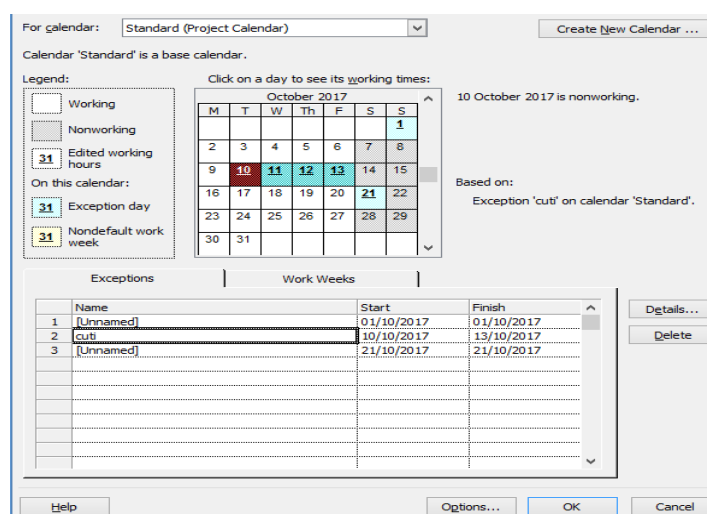 For calendar: Standard (Project Calendar) Create New Calendar ...
Calendar 'Standard' is a base calendar.
Legend: Click on a day to see its working times:
Working
Nonworking
31 Edited working hours
On this calendar:
31 Exception day
31 Nondefault work week
October 2017
M T W Th F S S
1
2 3 4 5 6 7 8
9 10 11 12 13 14 15
16 17 18 19 20 21 22
23 24 25 26 27 28 29
30 31
10 October 2017 is nonworking.
Based on:
Exception 'cuti' on calendar 'Standard'.
Exceptions Work Weeks
Name Start Finish
1 [Unnamed] 01/10/2017 01/10/2017
2 cuti 10/10/2017 13/10/2017
3 [Unnamed] 21/10/2017 21/10/2017
Details...
Delete
Help Options... OK Cancel